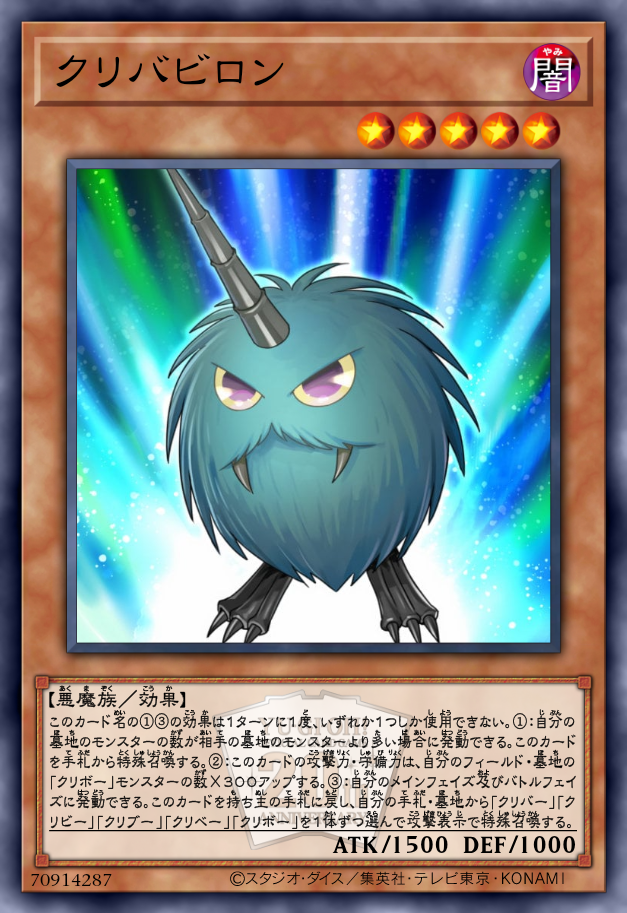 クリバビロン
やみ
闇
【悪魔族／効果】
このカード名の①③の効果は1ターンに1度、いずれか1つしか使用できない。①：自分の
墓地のモンスターの数が相手の墓地のモンスターより多い場合に発動できる。このカード
を手札から特殊召喚する。②：このカードの攻撃力・守備力は、自分のフィールド・墓地の
「クリボー」モンスターの数×300アップする。③：自分のメインフェイズ及びバトルフェイ
ズに発動できる。このカードを持ち主の手札に戻し、自分の手札・墓地から「クリバー」「ク
リビー」「クリブー」「クリベー」「クリボー」を1体ずつ選んで攻撃表示で特殊召喚する。
ATK/1500 DEF/1000
70914287
©スタジオ・ダイス／集英社・テレビ東京・KONAMI